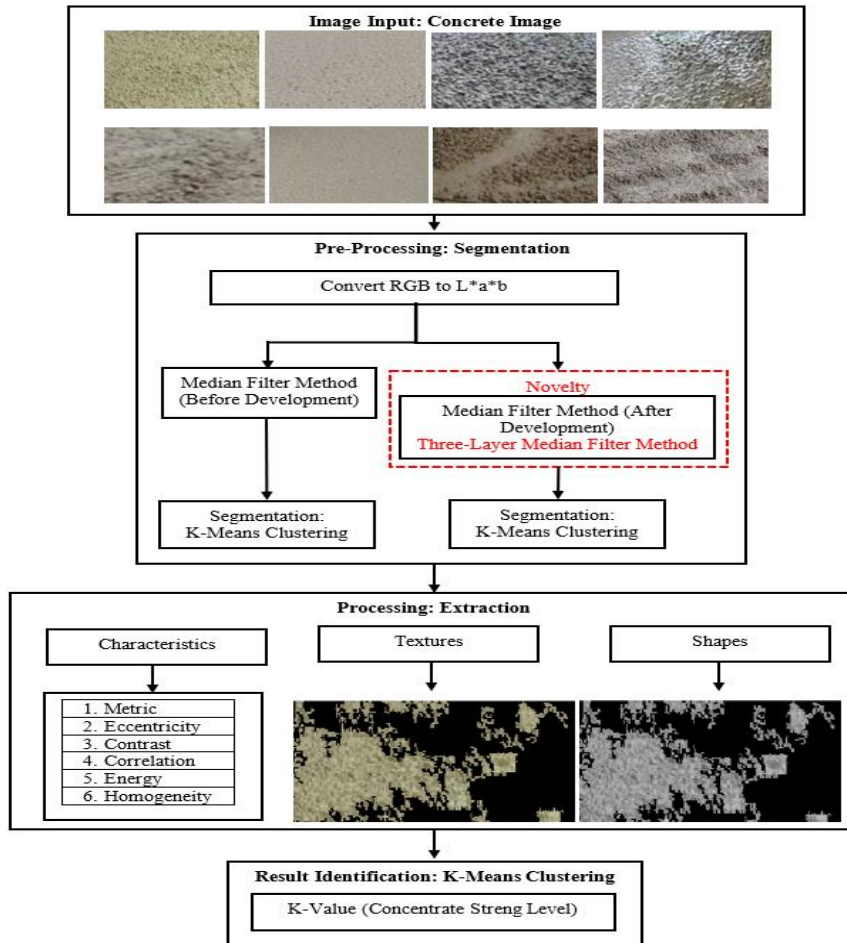 Image Input: Concrete Image
Pre-Processing: Segmentation
Convert RGB to L*a*b
Median Filter Method
(Before Development)
Novelty
Median Filter Method (After
Development)
Three-Layer Median Filter Method
Segmentation:
K-Means Clustering
Segmentation:
K-Means Clustering
Processing: Extraction
Characteristics
Textures
Shapes
1. Metric
2. Eccentricity
3. Contrast
4. Correlation
5. Energy
6. Homogeneity
Result Identification: K-Means Clustering
K-Value (Concentrate Streng Level)